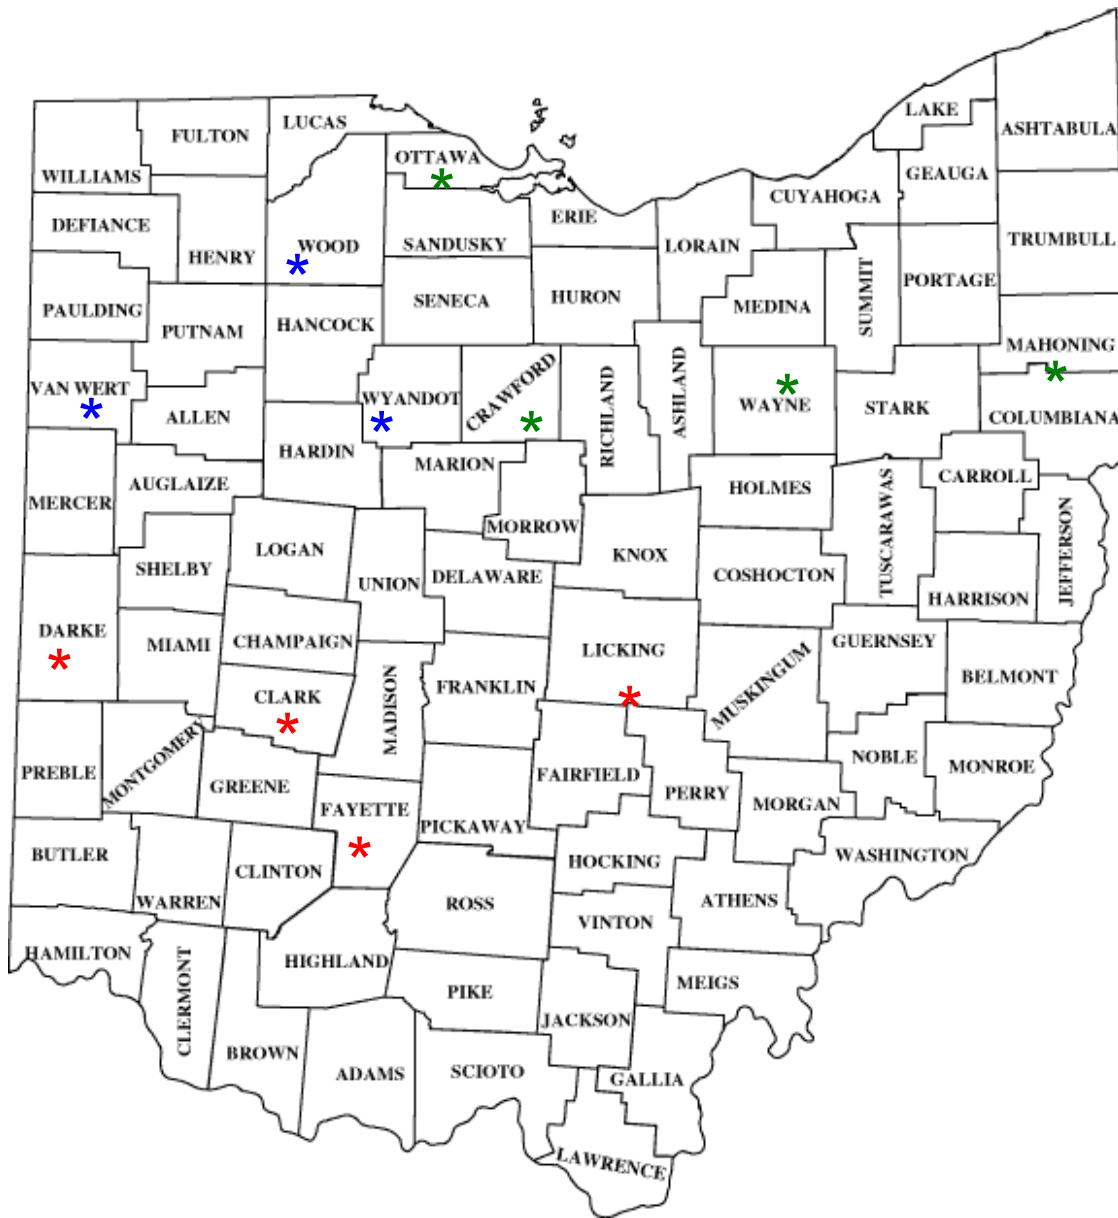 LAKE
ASHTABULA
LUCAS
FULTON
OTTAWA
GEAUGA
WILLIAMS
CUYAHOGA
ERIE
DEFIANCE
WOOD
SANDUSKY
LORAIN
TRUMBULL
HENRY
PORTAGE
SENECA
HURON
MEDINA
SUMMIT
PAULDING
HANCOCK
PUTNAM
MAHONING
VAN WERT
WYANDOT
CRAWFORD
RICHLAND
ASHLAND
WAYNE
STARK
COLUMBIANA
ALLEN
HARDIN
MARION
AUGLAIZE
MERCER
HOLMES
CARROLL
TUSCARAWAS
MORROW
JEFFERSON
LOGAN
KNOX
SHELBY
UNION
DELAWARE
COSHOCTON
HARRISON
DARKE
MIAMI
CHAMPAIGN
LICKING
GUERNSEY
MUSKINGUM
BELMONT
CLARK
MADISON
FRANKLIN
MONTGOMERY
PREBLE
GREENE
FAIRFIELD
NOBLE
MONROE
PERRY
MORGAN
FAYETTE
PICKAWAY
BUTLER
CLINTON
HOCKING
WASHINGTON
WARREN
ROSS
ATHENS
VINTON
HAMILTON
HIGHLAND
CLERMONT
PIKE
MEIGS
JACKSON
BROWN
ADAMS
SCIOTO
GALLIA
LAWRENCE